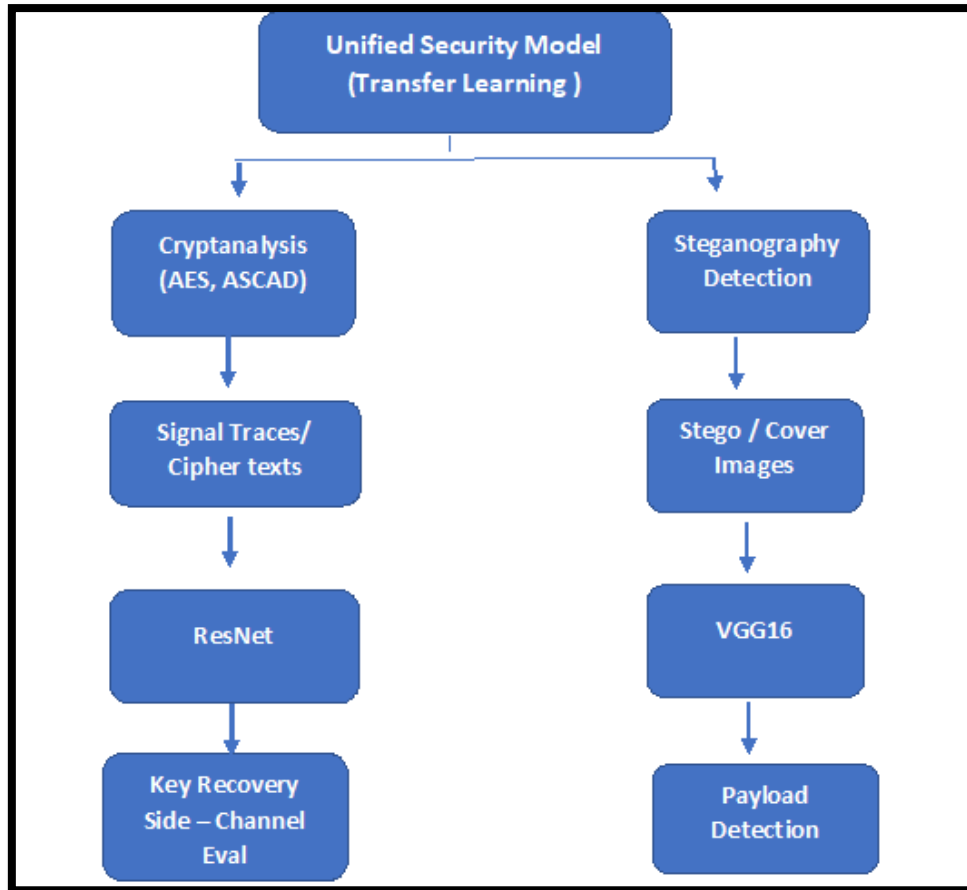 Unified Security Model
(Transfer Learning )
Cryptanalysis
(AES, ASCAD)
Steganography
Detection
Signal Traces/
Cipher texts
Stego / Cover
Images
ResNet
VGG16
Key Recovery
Side – Channel
Eval
Payload
Detection